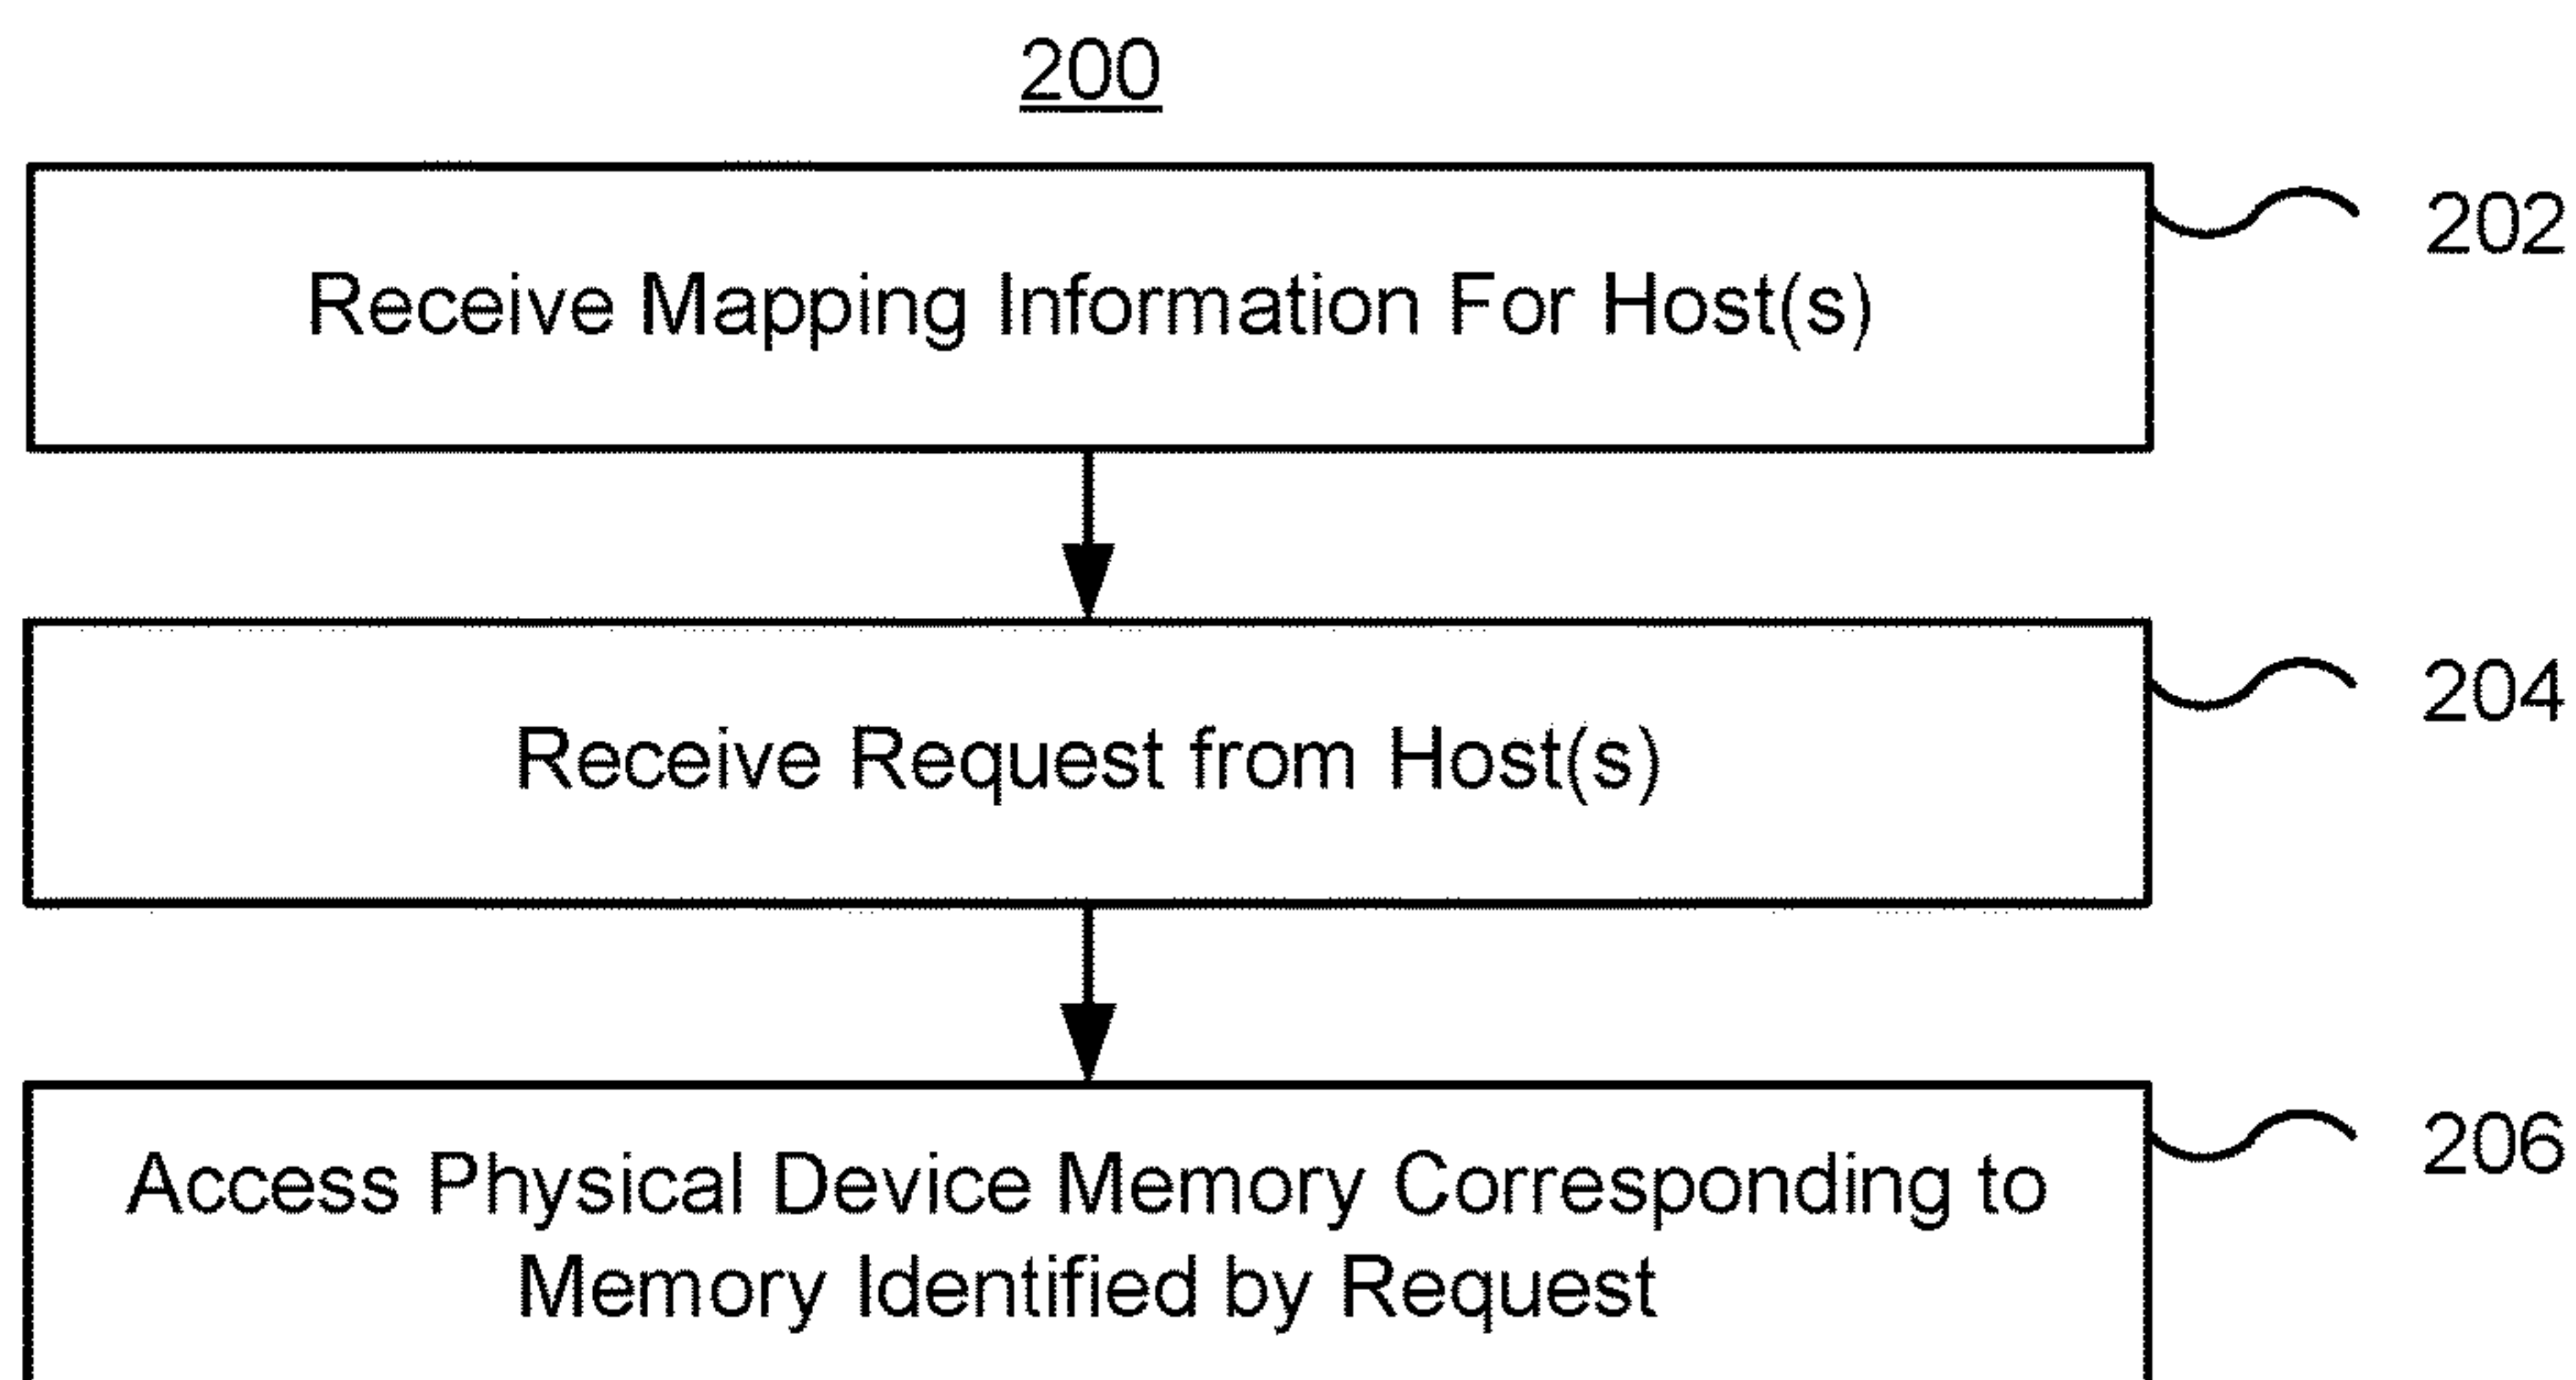 200
Receive Mapping Information For Host(s)
202
Receive Request from Host(s)
204
Access Physical Device Memory Corresponding to
Memory Identified by Request
206